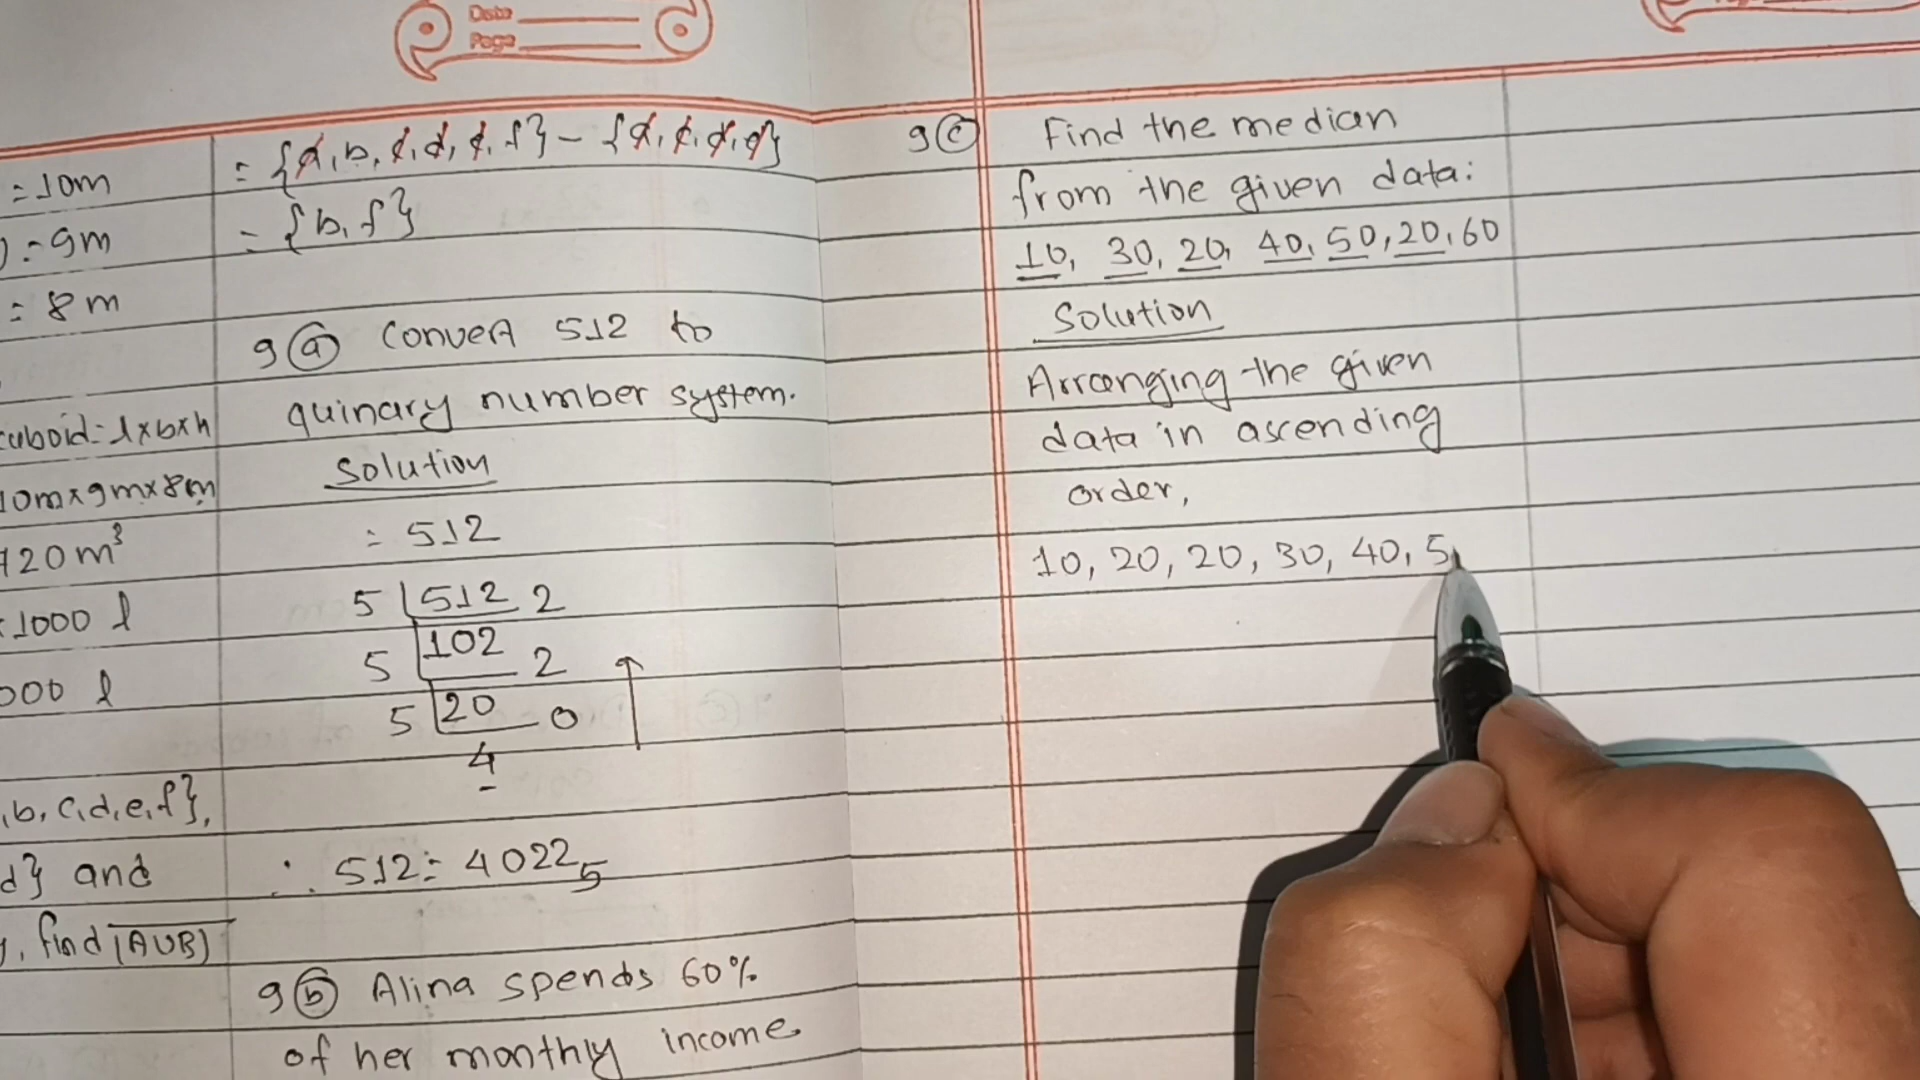 Date
Page
= 10m
= 9m
= 8m
cuboid = l×b×h
10m×9m×8m
720 m³
1000 l
000 l
,b,c,d,e,f},
d} and
, find (A∪B)
= {a,b,c,d,e,f} - {a,c,d,g}
= {b,f}
9 (a) Convert 512 to
quinary number system.
Solution
= 512
5 | 512 2
5 | 102 2
5 | 20 0
4
∴ 512 = 4022₅
9 (b) Alina spends 60%
of her monthly income
9 (c) Find the median
from the given data:
10, 30, 20, 40, 50, 20, 60
Solution
Arranging the given
data in ascending
order,
10, 20, 20, 30, 40, 5